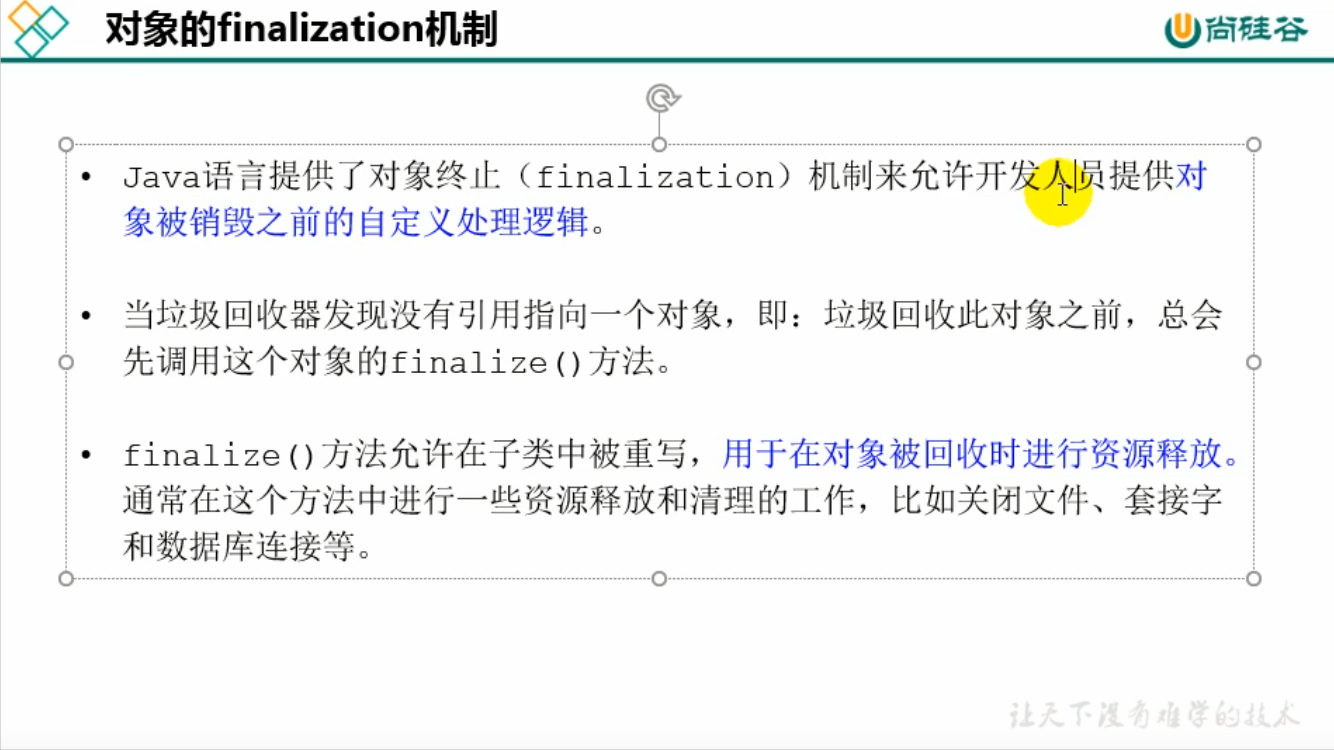 对象的finalization机制
尚硅谷
• Java语言提供了对象终止（finalization）机制来允许开发人员提供对
象被销毁之前的自定义处理逻辑。
• 当垃圾回收器发现没有引用指向一个对象，即：垃圾回收此对象之前，总会
先调用这个对象的finalize()方法。
• finalize()方法允许在子类中被重写，用于在对象被回收时进行资源释放。
通常在这个方法中进行一些资源释放和清理的工作，比如关闭文件、套接字
和数据库连接等。
让天下没有难学的技术